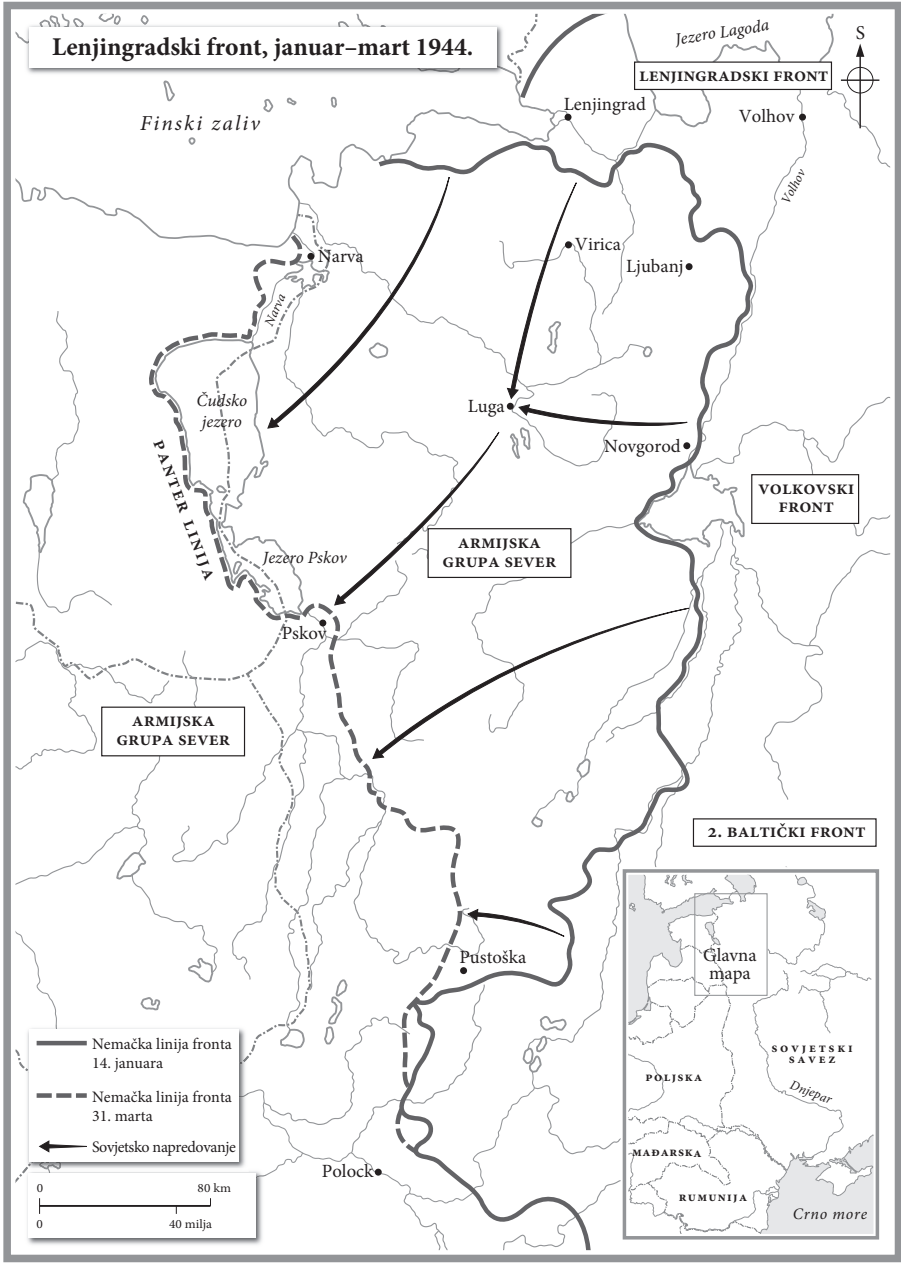 Lenjingradski front, januar–mart 1944.
Jezero Lagoda
S
LENJINGRADSKI FRONT
Lenjingrad
Volhov
Finski zaliv
Volhov
Virica
Ljubanj
Narva
Narva
Čudsko
jezero
Luga
Novgorod
PANTER LINIJA
VOLKOVSKI
FRONT
ARMIJSKA
GRUPA SEVER
Jezero Pskov
Pskov
ARMIJSKA
GRUPA SEVER
2. BALTIČKI FRONT
Pustoška
Glavna
mapa
SOVJETSKI
SAVEZ
POLJSKA
Dnjepar
MAĐARSKA
RUMUNIJA
Crno more
Nemačka linija fronta
14. januara
Nemačka linija fronta
31. marta
Sovjetsko napredovanje
Polock
0 80 km
0 40 milja